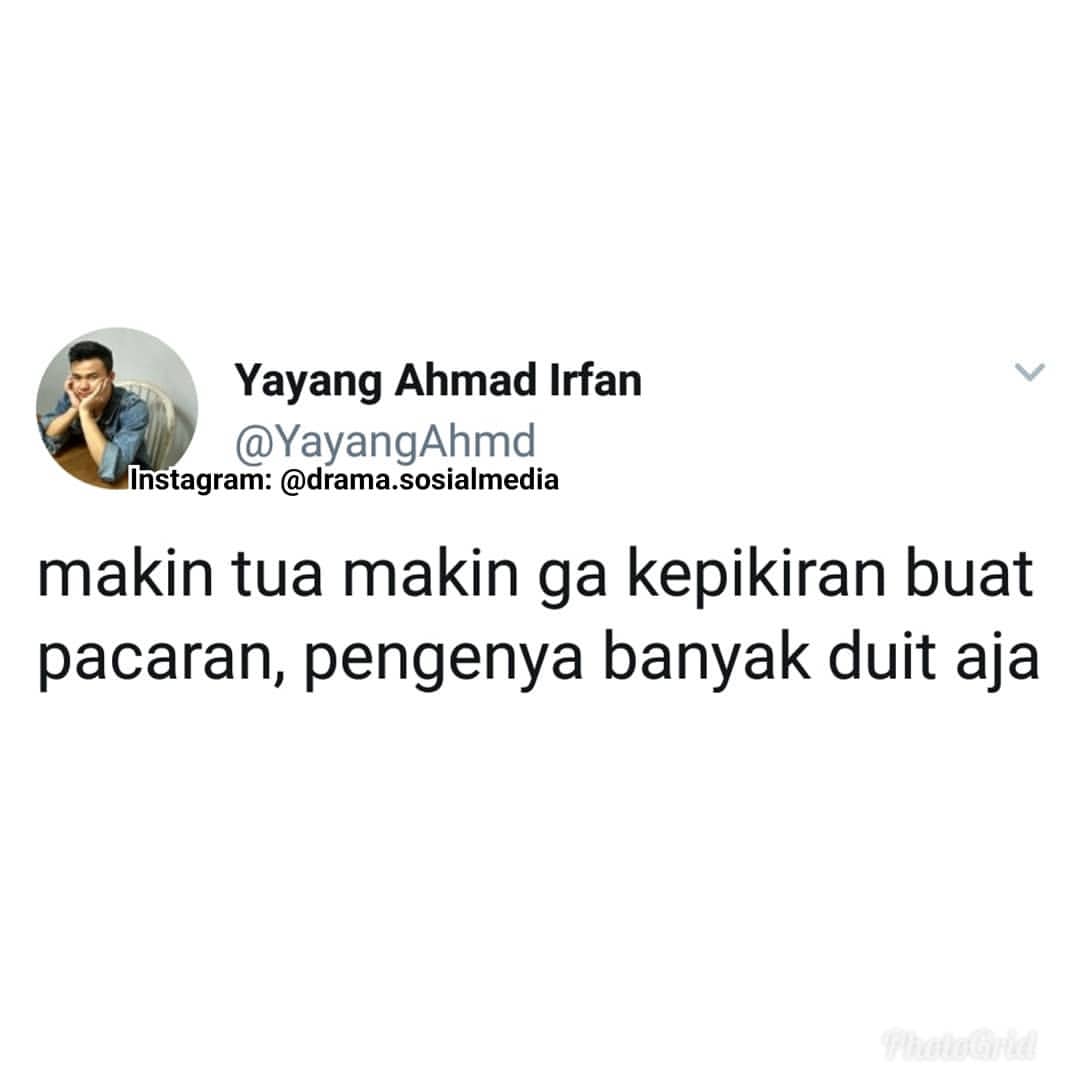 Yayang Ahmad Irfan
@YayangAhmd
Instagram: @drama.sosialmedia
makin tua makin ga kepikiran buat
pacaran, pengenya banyak duit aja
PhotoGrid